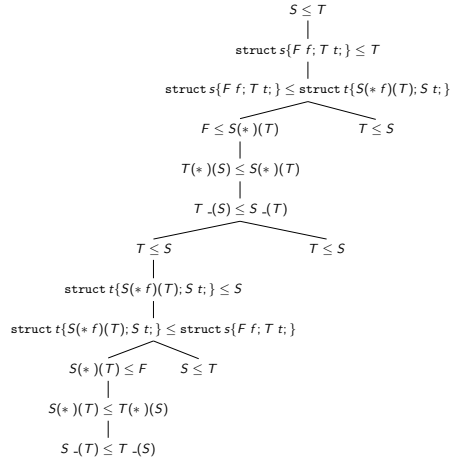 S ≤ T
struct s{F f; T t; } ≤ T
struct s{F f; T t; } ≤ struct t{S(* f)(T); S t; }
F ≤ S(* )(T) T ≤ S
T(* )(S) ≤ S(* )(T)
T _(S) ≤ S _(T)
T ≤ S T ≤ S
struct t{S(* f)(T); S t; } ≤ S
struct t{S(* f)(T); S t; } ≤ struct s{F f; T t; }
S(* )(T) ≤ F S ≤ T
S(* )(T) ≤ T(* )(S)
S _(T) ≤ T _(S)